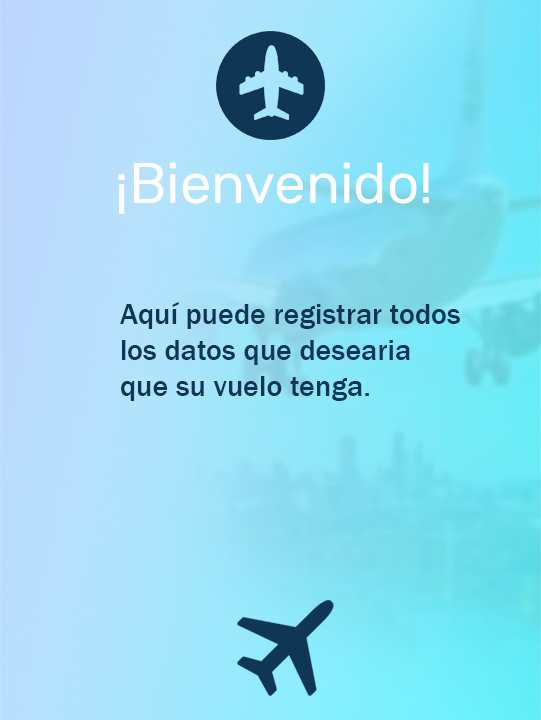 ¡Bienvenido!
Aquí puede registrar todos
los datos que desearia
que su vuelo tenga.